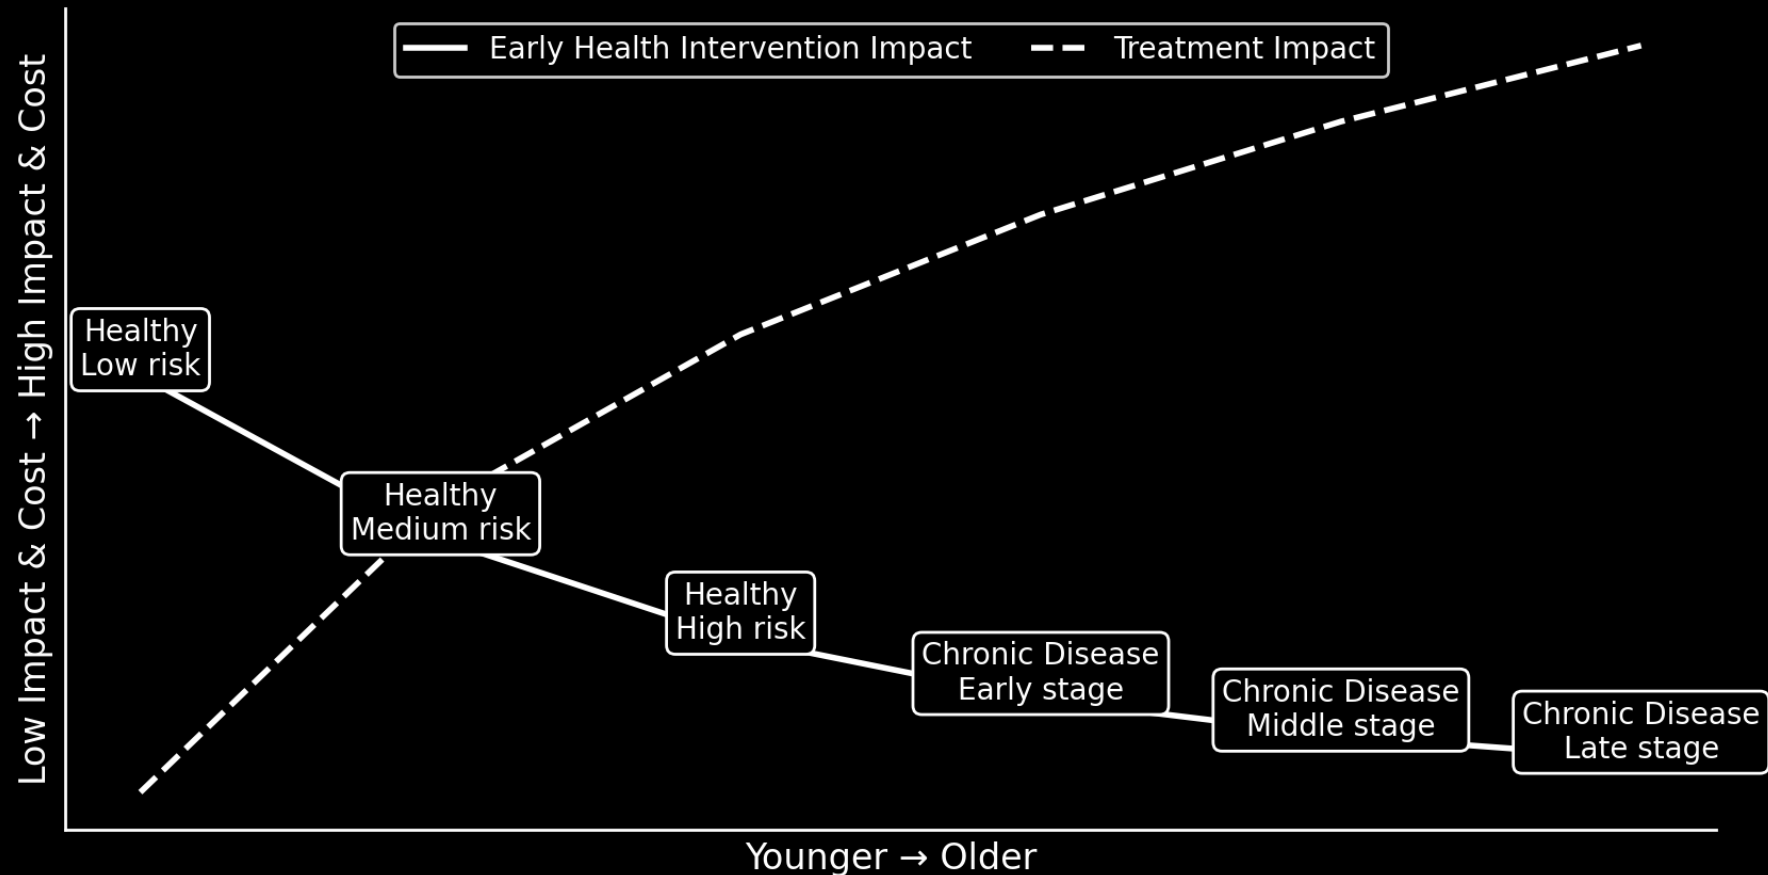 Early Health Intervention Impact
Treatment Impact
Low Impact & Cost → High Impact & Cost
Healthy
Low risk
Healthy
Medium risk
Healthy
High risk
Chronic Disease
Early stage
Chronic Disease
Middle stage
Chronic Disease
Late stage
Younger → Older